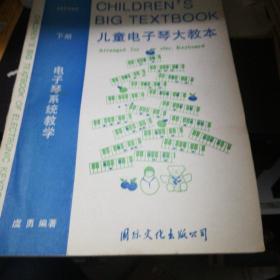 CHILDREN'S
BIG TEXTBOOK
下册
儿童电子琴大教本
Arranged for elec. Keyboard
电子琴系统教学
虞勇 编著
国际文化出版公司